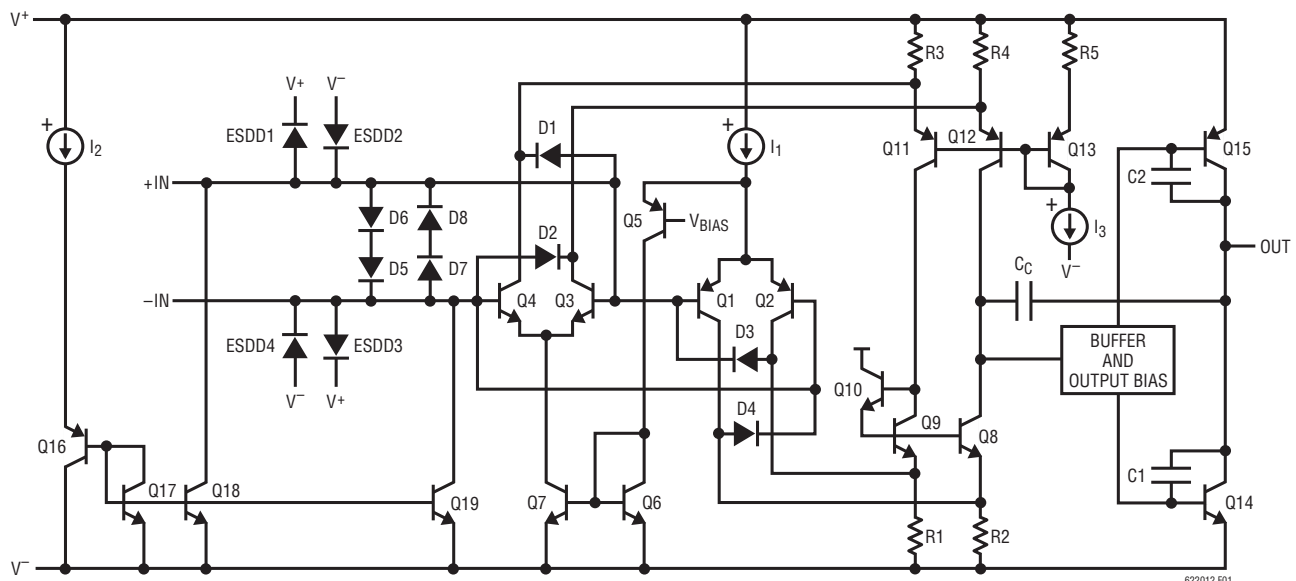 V+
R3
R4
R5
V+
V−
+
I2
ESDD1
ESDD2
D1
+
I1
Q11
Q12
Q13
Q15
C2
+IN
D6
D8
Q5
VBIAS
+
I3
V−
OUT
D2
D5
D7
CC
−IN
Q4
Q3
Q1
Q2
ESDD4
ESDD3
D3
BUFFER
AND
OUTPUT BIAS
V−
V+
Q10
D4
Q9
Q8
Q16
Q17
Q18
Q19
Q7
Q6
C1
Q14
R1
R2
V−
622012 F01